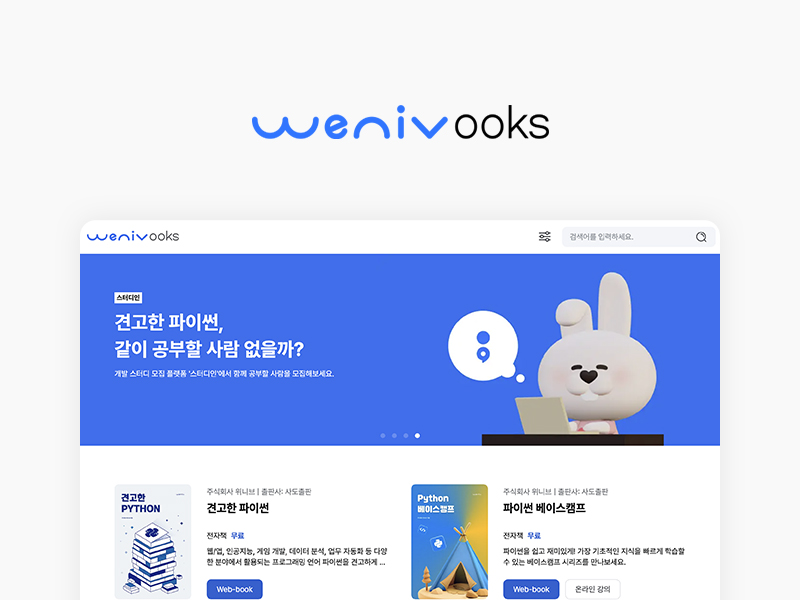 wenivooks
wenivooks
검색어를 입력하세요.
스터디인
견고한 파이썬,
같이 공부할 사람 없을까?
개발 스터디 모집 플랫폼 '스터디인'에서 함께 공부할 사람을 모집해보세요.
견고한
PYTHON
주식회사 위니브 | 출판사: 사도출판
견고한 파이썬
전자책 무료
웹/앱, 인공지능, 게임 개발, 데이터 분석, 업무 자동화 등 다양
한 분야에서 활용되는 프로그래밍 언어 파이썬을 견고하게 ...
Web-book
Python
베이스캠프
주식회사 위니브 | 출판사: 사도출판
파이썬 베이스캠프
전자책 무료
파이썬을 쉽고 재미있게! 가장 기초적인 지식을 빠르게 학습할
수 있는 베이스캠프 시리즈를 만나보세요.
Web-book
온라인 강의